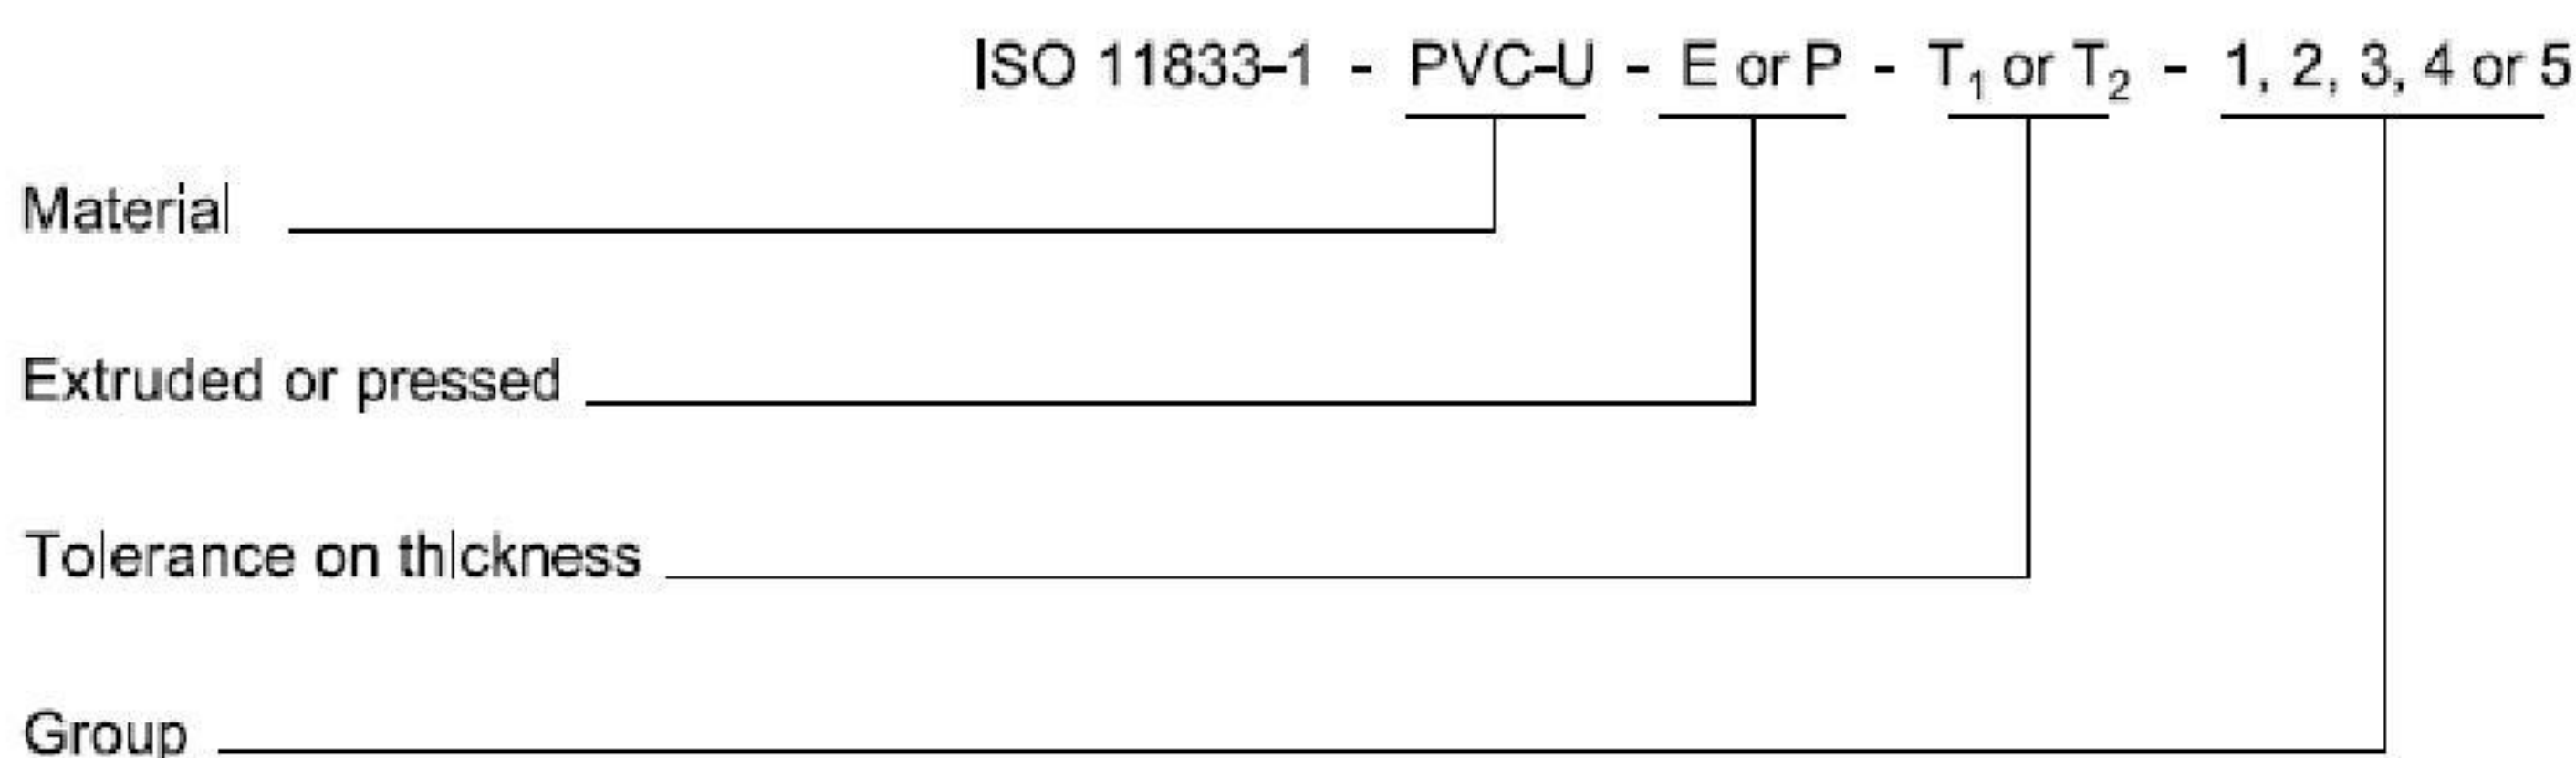 ISO 11833-1 - PVC-U - E or P - T₁ or T₂ - 1, 2, 3, 4 or 5
Material
Extruded or pressed
Tolerance on thickness
Group